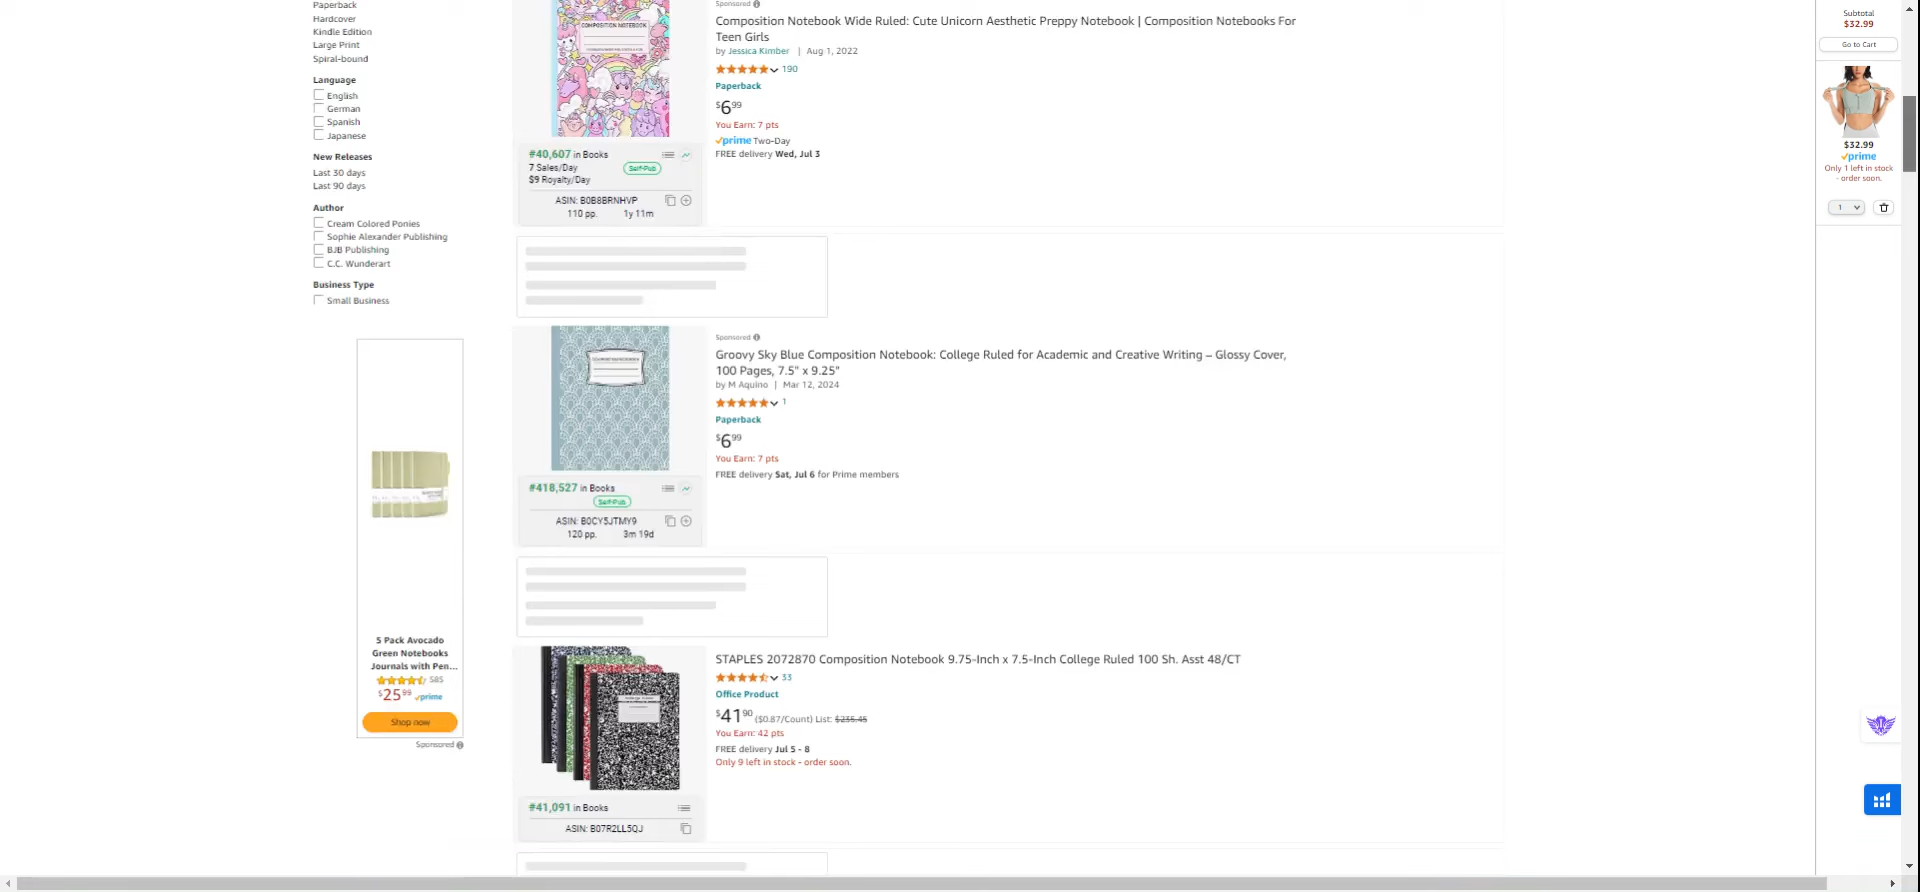 Paperback
Hardcover
Kindle Edition
Large Print
Spiral-bound
Language
English
German
Spanish
Japanese
New Releases
Last 30 days
Last 90 days
Author
Cream Colored Ponies
Sophie Alexander Publishing
BJB Publishing
C.C. Wunderart
Business Type
Small Business
5 Pack Avocado
Green Notebooks
Journals with Pen...
585
$25.99 prime
Shop now
Sponsored
COMPOSITION NOTEBOOK
Sponsored
Composition Notebook Wide Ruled: Cute Unicorn Aesthetic Preppy Notebook | Composition Notebooks For
Teen Girls
by Jessica Kimber | Aug 1, 2022
190
Paperback
$6.99
You Earn: 7 pts
prime Two-Day
FREE delivery Wed, Jul 3
#40,607 in Books
7 Sales/Day
Self-Pub
$9 Royalty/Day
ASIN: B0B8BRNHVP
110 pp. 1y 11m
Sponsored
Groovy Sky Blue Composition Notebook: College Ruled for Academic and Creative Writing – Glossy Cover,
100 Pages, 7.5" x 9.25"
by M Aquino | Mar 12, 2024
1
Paperback
$6.99
You Earn: 7 pts
FREE delivery Sat, Jul 6 for Prime members
#418,527 in Books
Self-Pub
ASIN: B0CY5JTMY9
120 pp. 3m 19d
STAPLES 2072870 Composition Notebook 9.75-Inch x 7.5-Inch College Ruled 100 Sh. Asst 48/CT
33
Office Product
$41.90 ($0.87/Count) List: $235.45
You Earn: 42 pts
FREE delivery Jul 5 - 8
Only 9 left in stock - order soon.
#41,091 in Books
ASIN: B07R2LL5QJ
Subtotal
$32.99
Go to Cart
$32.99
prime
Only 1 left in stock
- order soon.
1